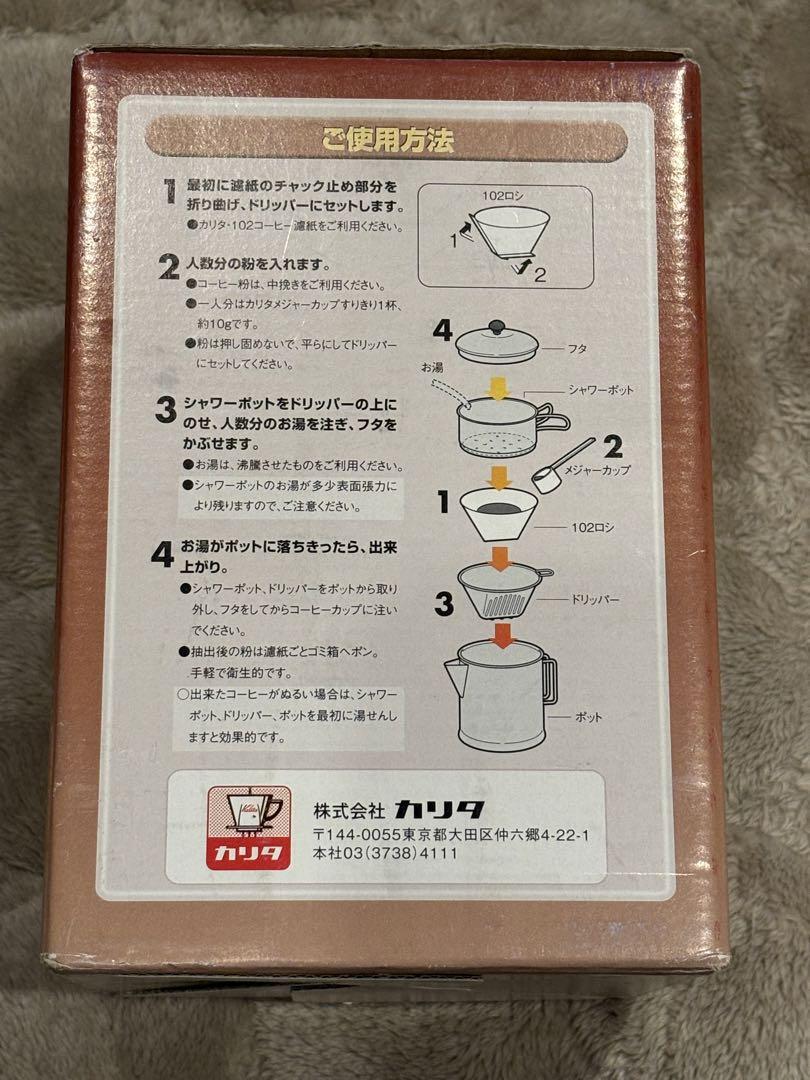 ご使用方法
1 最初に濾紙のチャック止め部分を
折り曲げ、ドリッパーにセットします。
●カリタ・102コーヒー濾紙をご利用ください。
2 人数分の粉を入れます。
●コーヒー粉は、中挽きをご利用ください。
●一人分はカリタメジャーカップすりきり1杯、
約10gです。
●粉は押し固めないで、平らにしてドリッパー
にセットしてください。
3 シャワーポットをドリッパーの上に
のせ、人数分のお湯を注ぎ、フタを
かぶせます。
●お湯は、沸騰させたものをご利用ください。
●シャワーポットのお湯が多少表面張力に
より残りますので、ご注意ください。
4 お湯がポットに落ちきったら、出来
上がり。
●シャワーポット、ドリッパーをポットから取り
外し、フタをしてからコーヒーカップに注い
でください。
●抽出後の粉は濾紙ごとゴミ箱へポン。
手軽で衛生的です。
○出来たコーヒーがぬるい場合は、シャワー
ポット、ドリッパー、ポットを最初に湯せんし
ますと効果的です。
102ロシ
1
2
4
フタ
お湯
シャワーポット
2
メジャーカップ
1
102ロシ
3
ドリッパー
ポット
Kalita
カリタ
株式会社 カリタ
〒144-0055東京都大田区仲六郷4-22-1
本社03(3738)4111